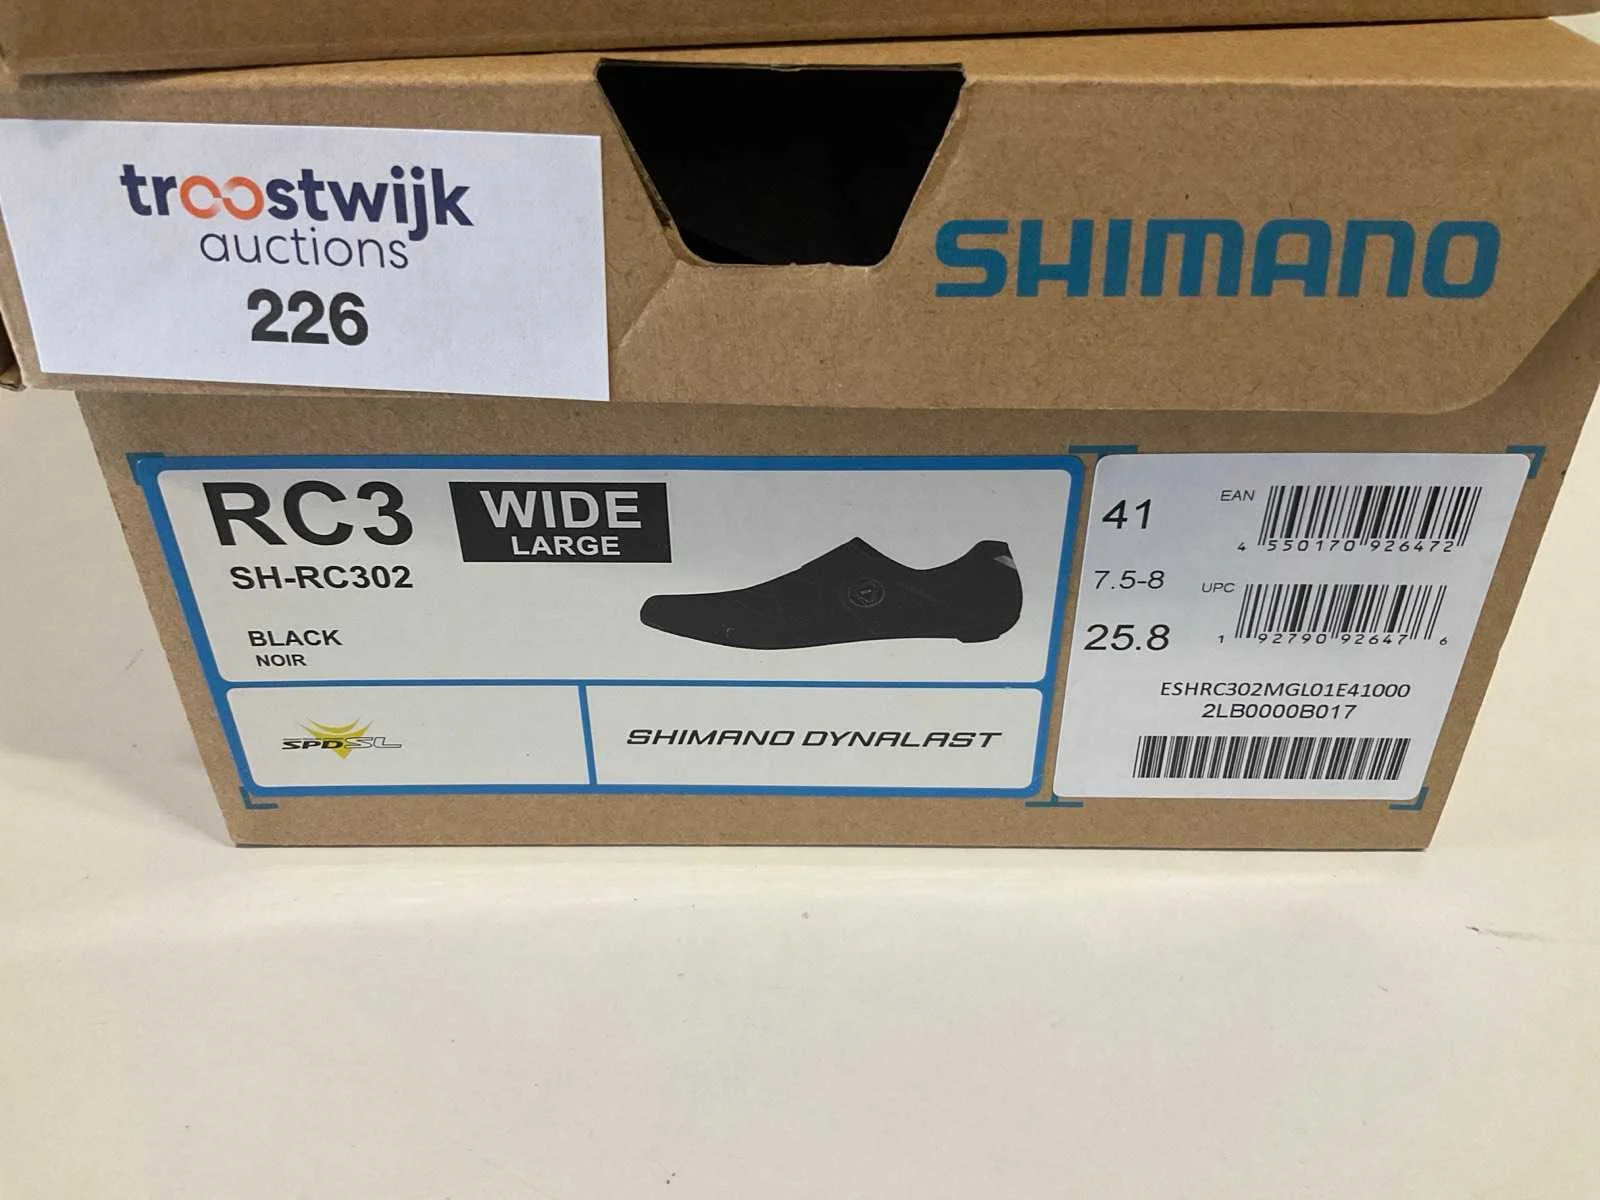 troostwijk
auctions
226
SHIMANO
RC3
WIDE
LARGE
SH-RC302
BLACK
NOIR
SPD-SL
SHIMANO DYNALAST
41
7.5-8
25.8
EAN
4 550170 926472
UPC
1 92790 92647 6
ESHRC302MGL01E41000
2LB0000B017